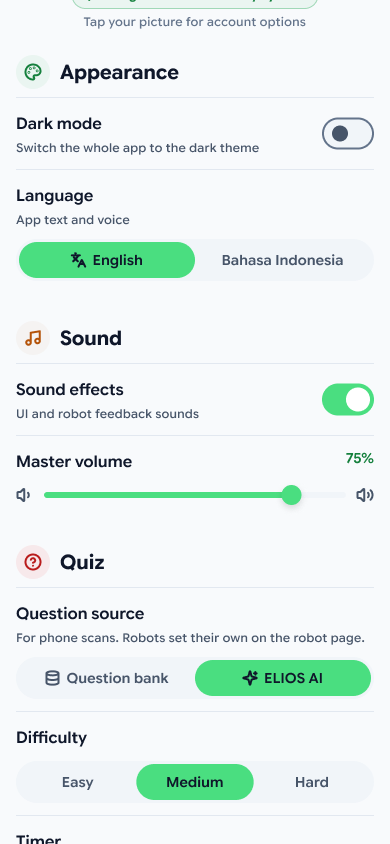 Tap your picture for account options
Appearance
Dark mode
Switch the whole app to the dark theme
Language
App text and voice
English
Bahasa Indonesia
Sound
Sound effects
UI and robot feedback sounds
Master volume
75%
Quiz
Question source
For phone scans. Robots set their own on the robot page.
Question bank
ELIOS AI
Difficulty
Easy
Medium
Hard
Timer